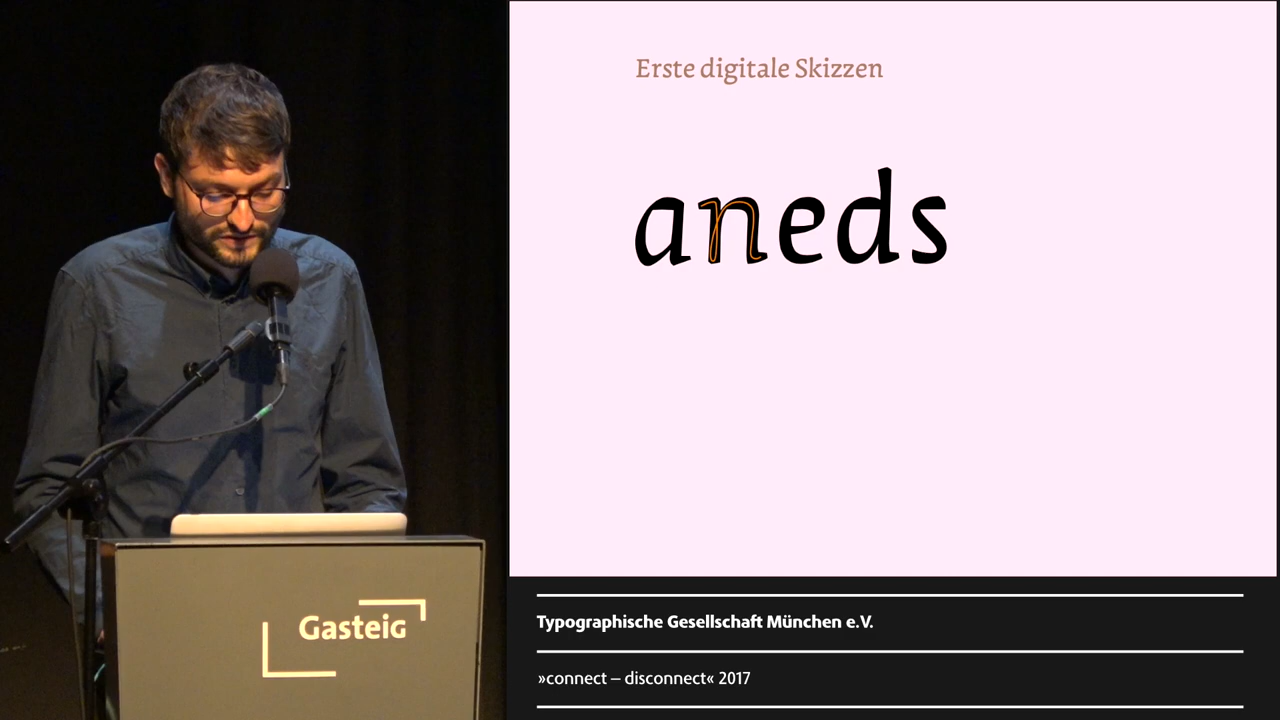 Erste digitale Skizzen
aneds
Gasteig
Typographische Gesellschaft München e.V.
»connect – disconnect« 2017